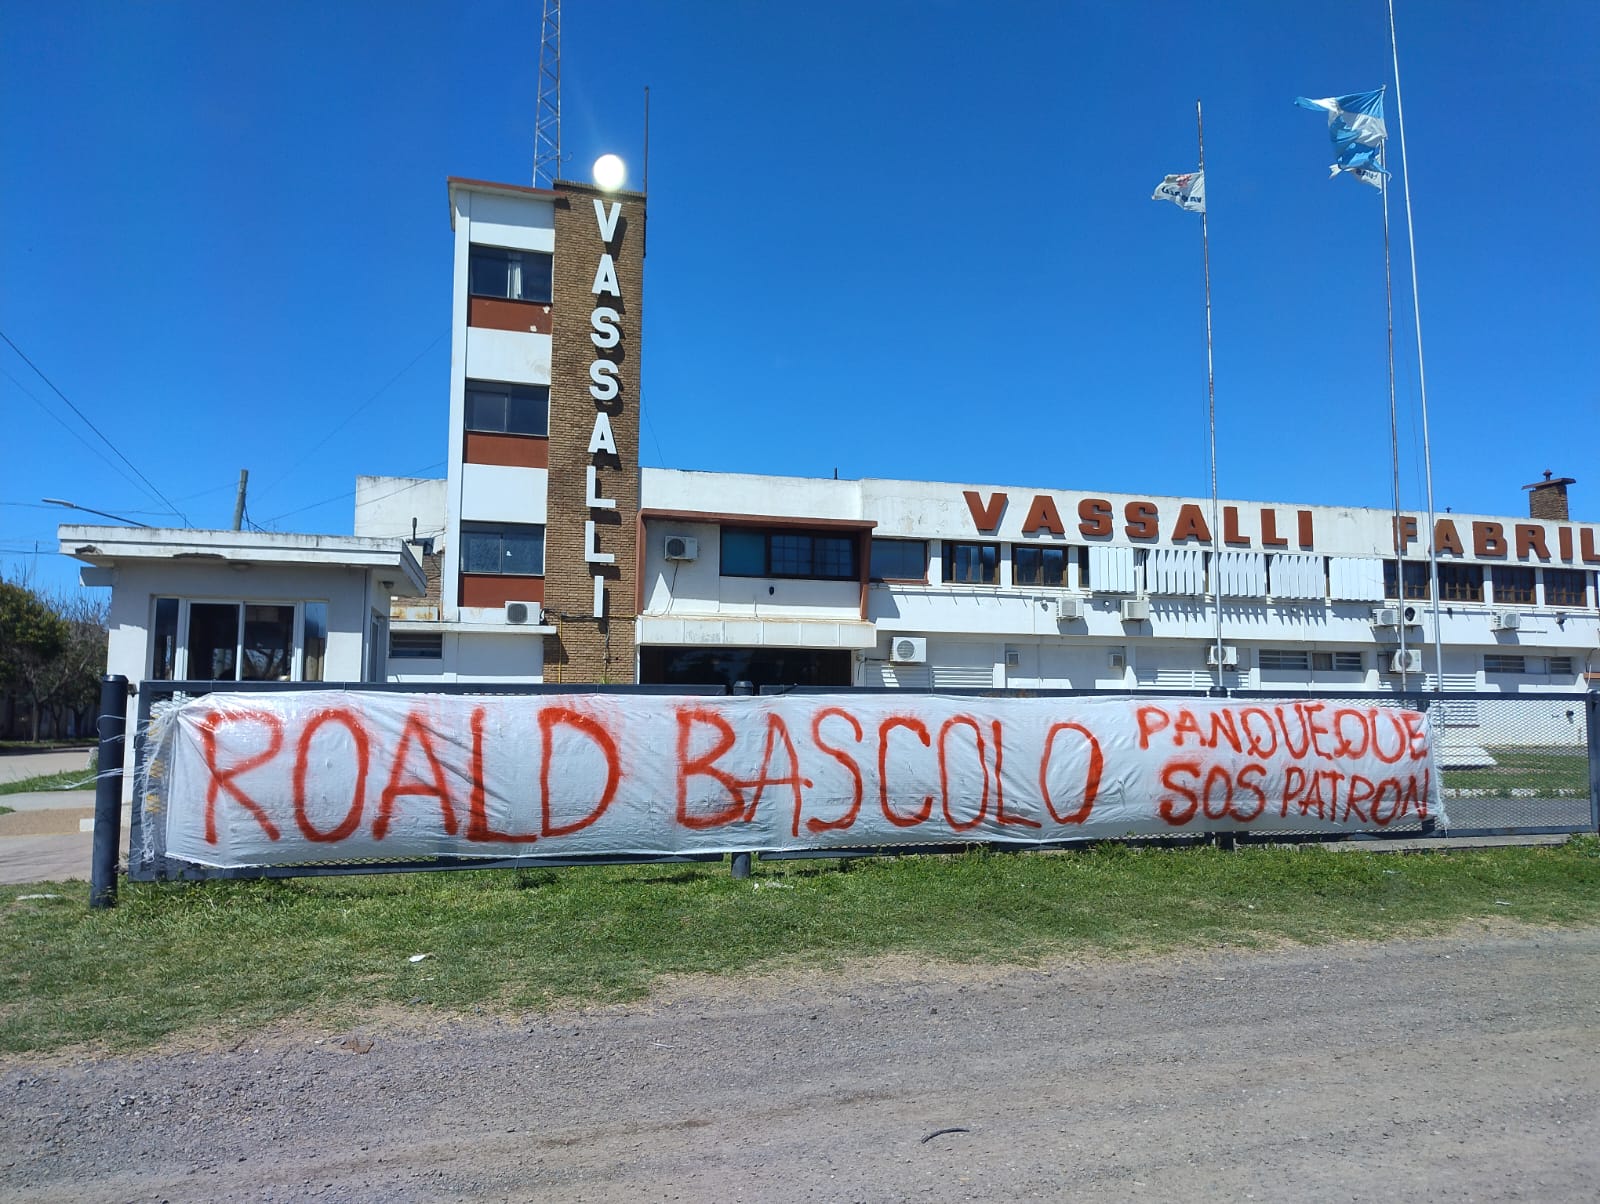 VASSALLI
VASSALLI FABRIL
ROALD BASCOLO PANQUEQUE
SOS PATRON